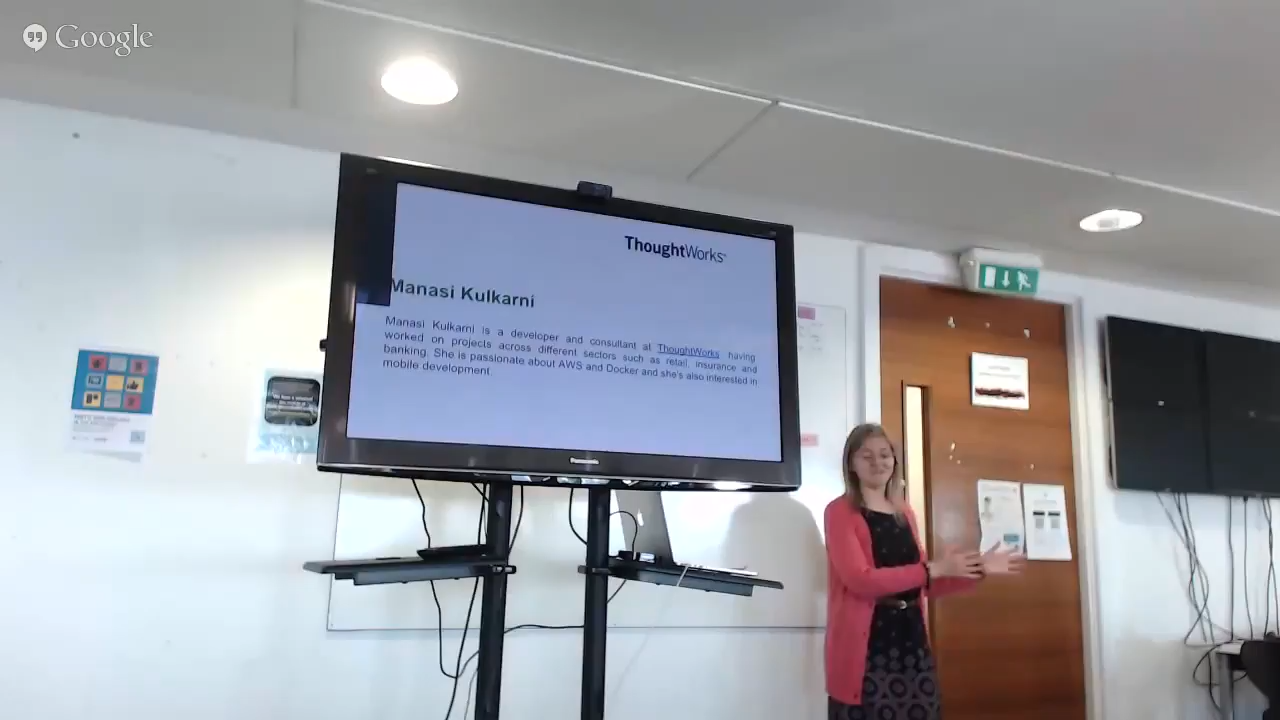 Google
ThoughtWorks
Manasi Kulkarni
Manasi Kulkarni is a developer and consultant at ThoughtWorks having
worked on projects across different sectors such as retail, insurance and
banking. She is passionate about AWS and Docker and she's also interested in
mobile development.
Panasonic